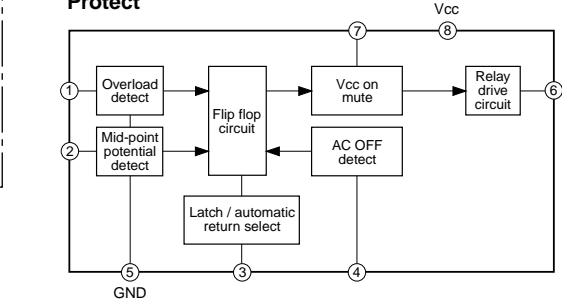 Protect
Vcc
7
8
1
Overload
detect
Flip flop
circuit
Vcc on
mute
Relay
drive
circuit
6
2
Mid-point
potential
detect
AC OFF
detect
Latch / automatic
return select
5
3
4
GND